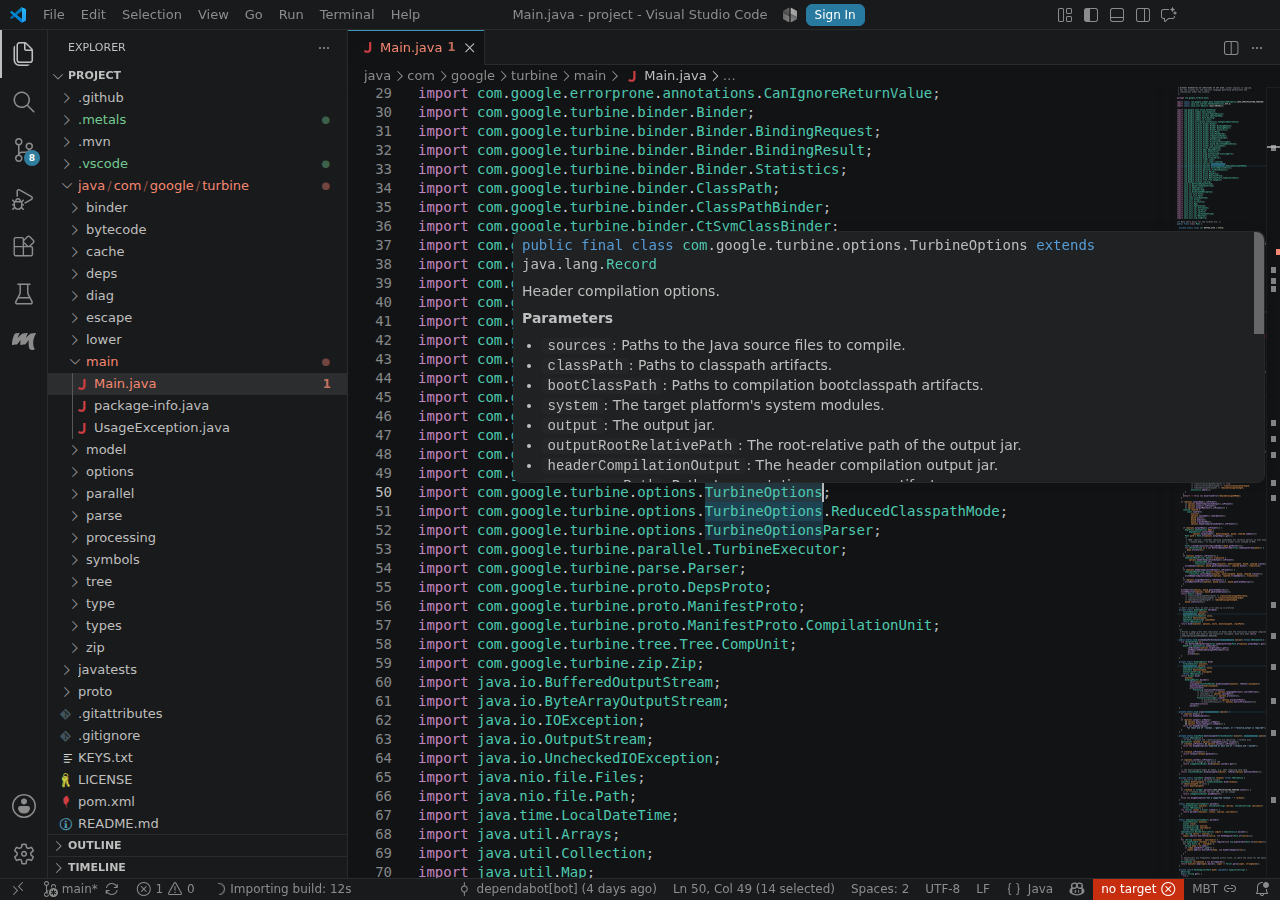 File Edit Selection View Go Run Terminal Help
Main.java - project - Visual Studio Code
Sign In
EXPLORER
PROJECT
.github
.metals
.mvn
.vscode
java/com/google/turbine
binder
bytecode
cache
deps
diag
escape
lower
main
Main.java 1
package-info.java
UsageException.java
model
options
parallel
parse
processing
symbols
tree
type
types
zip
javatests
proto
.gitattributes
.gitignore
KEYS.txt
LICENSE
pom.xml
README.md
OUTLINE
TIMELINE
8
Main.java 1
java > com > google > turbine > main > Main.java > ...
29 import com.google.errorprone.annotations.CanIgnoreReturnValue;
30 import com.google.turbine.binder.Binder;
31 import com.google.turbine.binder.Binder.BindingRequest;
32 import com.google.turbine.binder.Binder.BindingResult;
33 import com.google.turbine.binder.Binder.Statistics;
34 import com.google.turbine.binder.ClassPath;
35 import com.google.turbine.binder.ClassPathBinder;
36 import com.google.turbine.binder.CtSymClassBinder;
37 import com.
38 import com.
39 import com.
40 import com.
41 import com.
42 import com.
43 import com.
44 import com.
45 import com.
46 import com.
47 import com.
48 import com.
49 import com.
public final class com.google.turbine.options.TurbineOptions extends
java.lang.Record
Header compilation options.
Parameters
• sources : Paths to the Java source files to compile.
• classPath : Paths to classpath artifacts.
• bootClassPath : Paths to compilation bootclasspath artifacts.
• system : The target platform's system modules.
• output : The output jar.
• outputRootRelativePath : The root-relative path of the output jar.
• headerCompilationOutput : The header compilation output jar.
50 import com.google.turbine.options.TurbineOptions;
51 import com.google.turbine.options.TurbineOptions.ReducedClasspathMode;
52 import com.google.turbine.options.TurbineOptionsParser;
53 import com.google.turbine.parallel.TurbineExecutor;
54 import com.google.turbine.parse.Parser;
55 import com.google.turbine.proto.DepsProto;
56 import com.google.turbine.proto.ManifestProto;
57 import com.google.turbine.proto.ManifestProto.CompilationUnit;
58 import com.google.turbine.tree.Tree.CompUnit;
59 import com.google.turbine.zip.Zip;
60 import java.io.BufferedOutputStream;
61 import java.io.ByteArrayOutputStream;
62 import java.io.IOException;
63 import java.io.OutputStream;
64 import java.io.UncheckedIOException;
65 import java.nio.file.Files;
66 import java.nio.file.Path;
67 import java.time.LocalDateTime;
68 import java.util.Arrays;
69 import java.util.Collection;
70 import java.util.Map;
main* 1 0 Importing build: 12s dependabot[bot] (4 days ago) Ln 50, Col 49 (14 selected) Spaces: 2 UTF-8 LF { } Java no target MBT